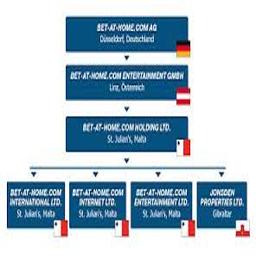 BET-AT-HOME.COM AG
Düsseldorf, Deutschland
BET-AT-HOME.COM ENTERTAINMENT GMBH
Linz, Österreich
BET-AT-HOME.COM HOLDING LTD.
St. Julian's, Malta
BET-AT-HOME.COM
INTERNATIONAL LTD.
St. Julian's, Malta
BET-AT-HOME.COM
INTERNET LTD.
St. Julian's, Malta
BET-AT-HOME.COM
ENTERTAINMENT LTD.
St. Julian's, Malta
JONSDEN
PROPERTIES LTD.
Gibraltar